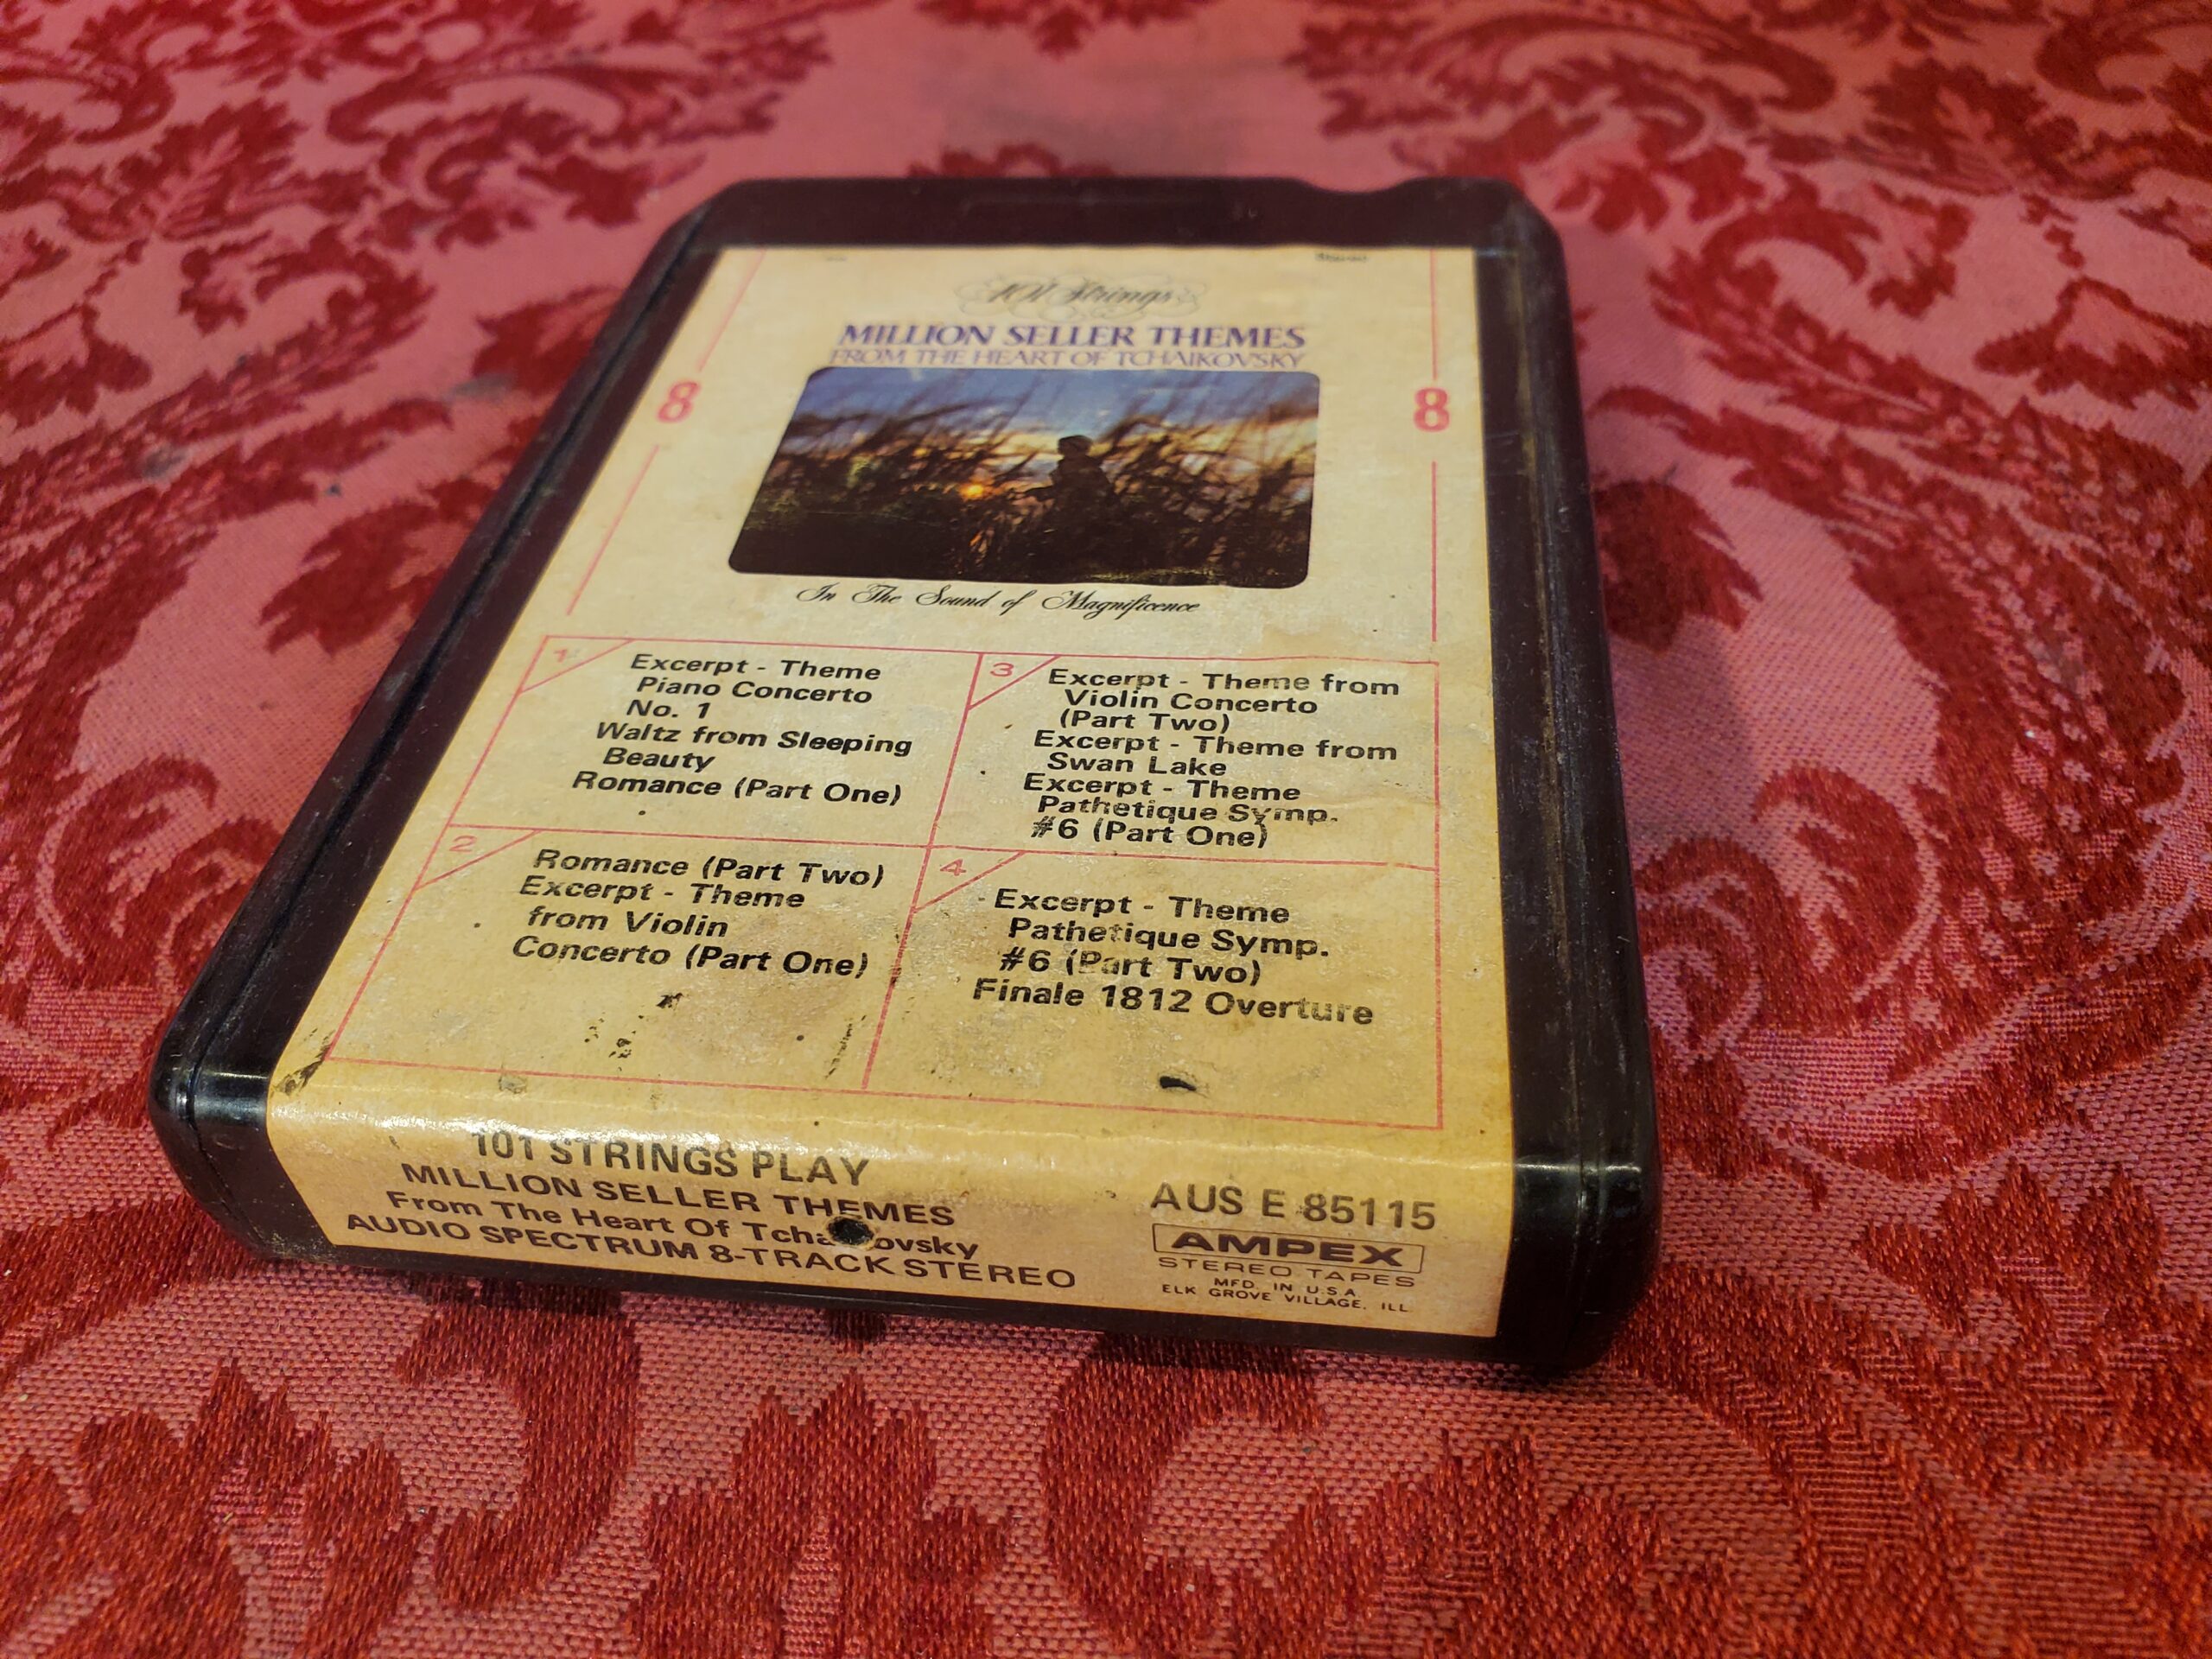 101 Strings
MILLION SELLER THEMES
FROM THE HEART OF TCHAIKOVSKY
8
8
In The Sound of Magnificence
1
Excerpt - Theme
Piano Concerto
No. 1
Waltz from Sleeping
Beauty
Romance (Part One)
2
Romance (Part Two)
Excerpt - Theme
from Violin
Concerto (Part One)
3
Excerpt - Theme from
Violin Concerto
(Part Two)
Excerpt - Theme from
Swan Lake
Excerpt - Theme
Pathetique Symp.
#6 (Part One)
4
Excerpt - Theme
Pathetique Symp.
#6 (Part Two)
Finale 1812 Overture
101 STRINGS PLAY
MILLION SELLER THEMES
From The Heart Of Tchaikovsky
AUDIO SPECTRUM 8-TRACK STEREO
AUS E 85115
AMPEX
STEREO TAPES
MFD. IN U.S.A.
ELK GROVE VILLAGE, ILL